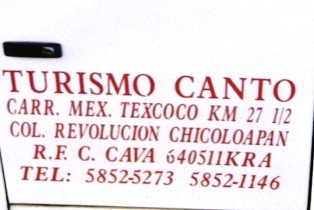 TURISMO CANTO
CARR. MEX. TEXCOCO KM 27 1/2
COL. REVOLUCION CHICOLOAPAN
R.F. C. CAVA 640511KRA
TEL: 5852-5273 5852-1146